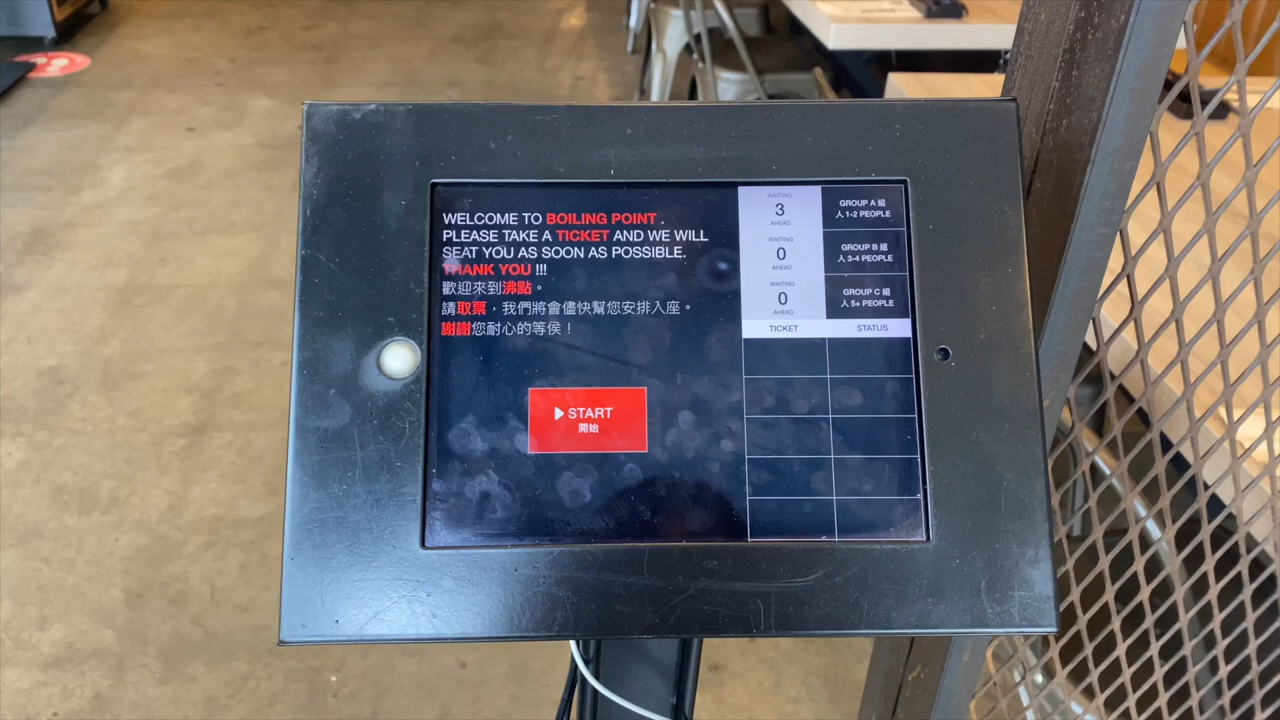 WELCOME TO BOILING POINT .
PLEASE TAKE A TICKET AND WE WILL
SEAT YOU AS SOON AS POSSIBLE.
THANK YOU !!!
歡迎來到沸點。
請取票，我們將會儘快幫您安排入座。
謝謝您耐心的等侯！
▶ START
開始
WAITING
3
AHEAD
GROUP A 組
人 1-2 PEOPLE
WAITING
0
AHEAD
GROUP B 組
人 3-4 PEOPLE
WAITING
0
AHEAD
GROUP C 組
人 5+ PEOPLE
TICKET STATUS